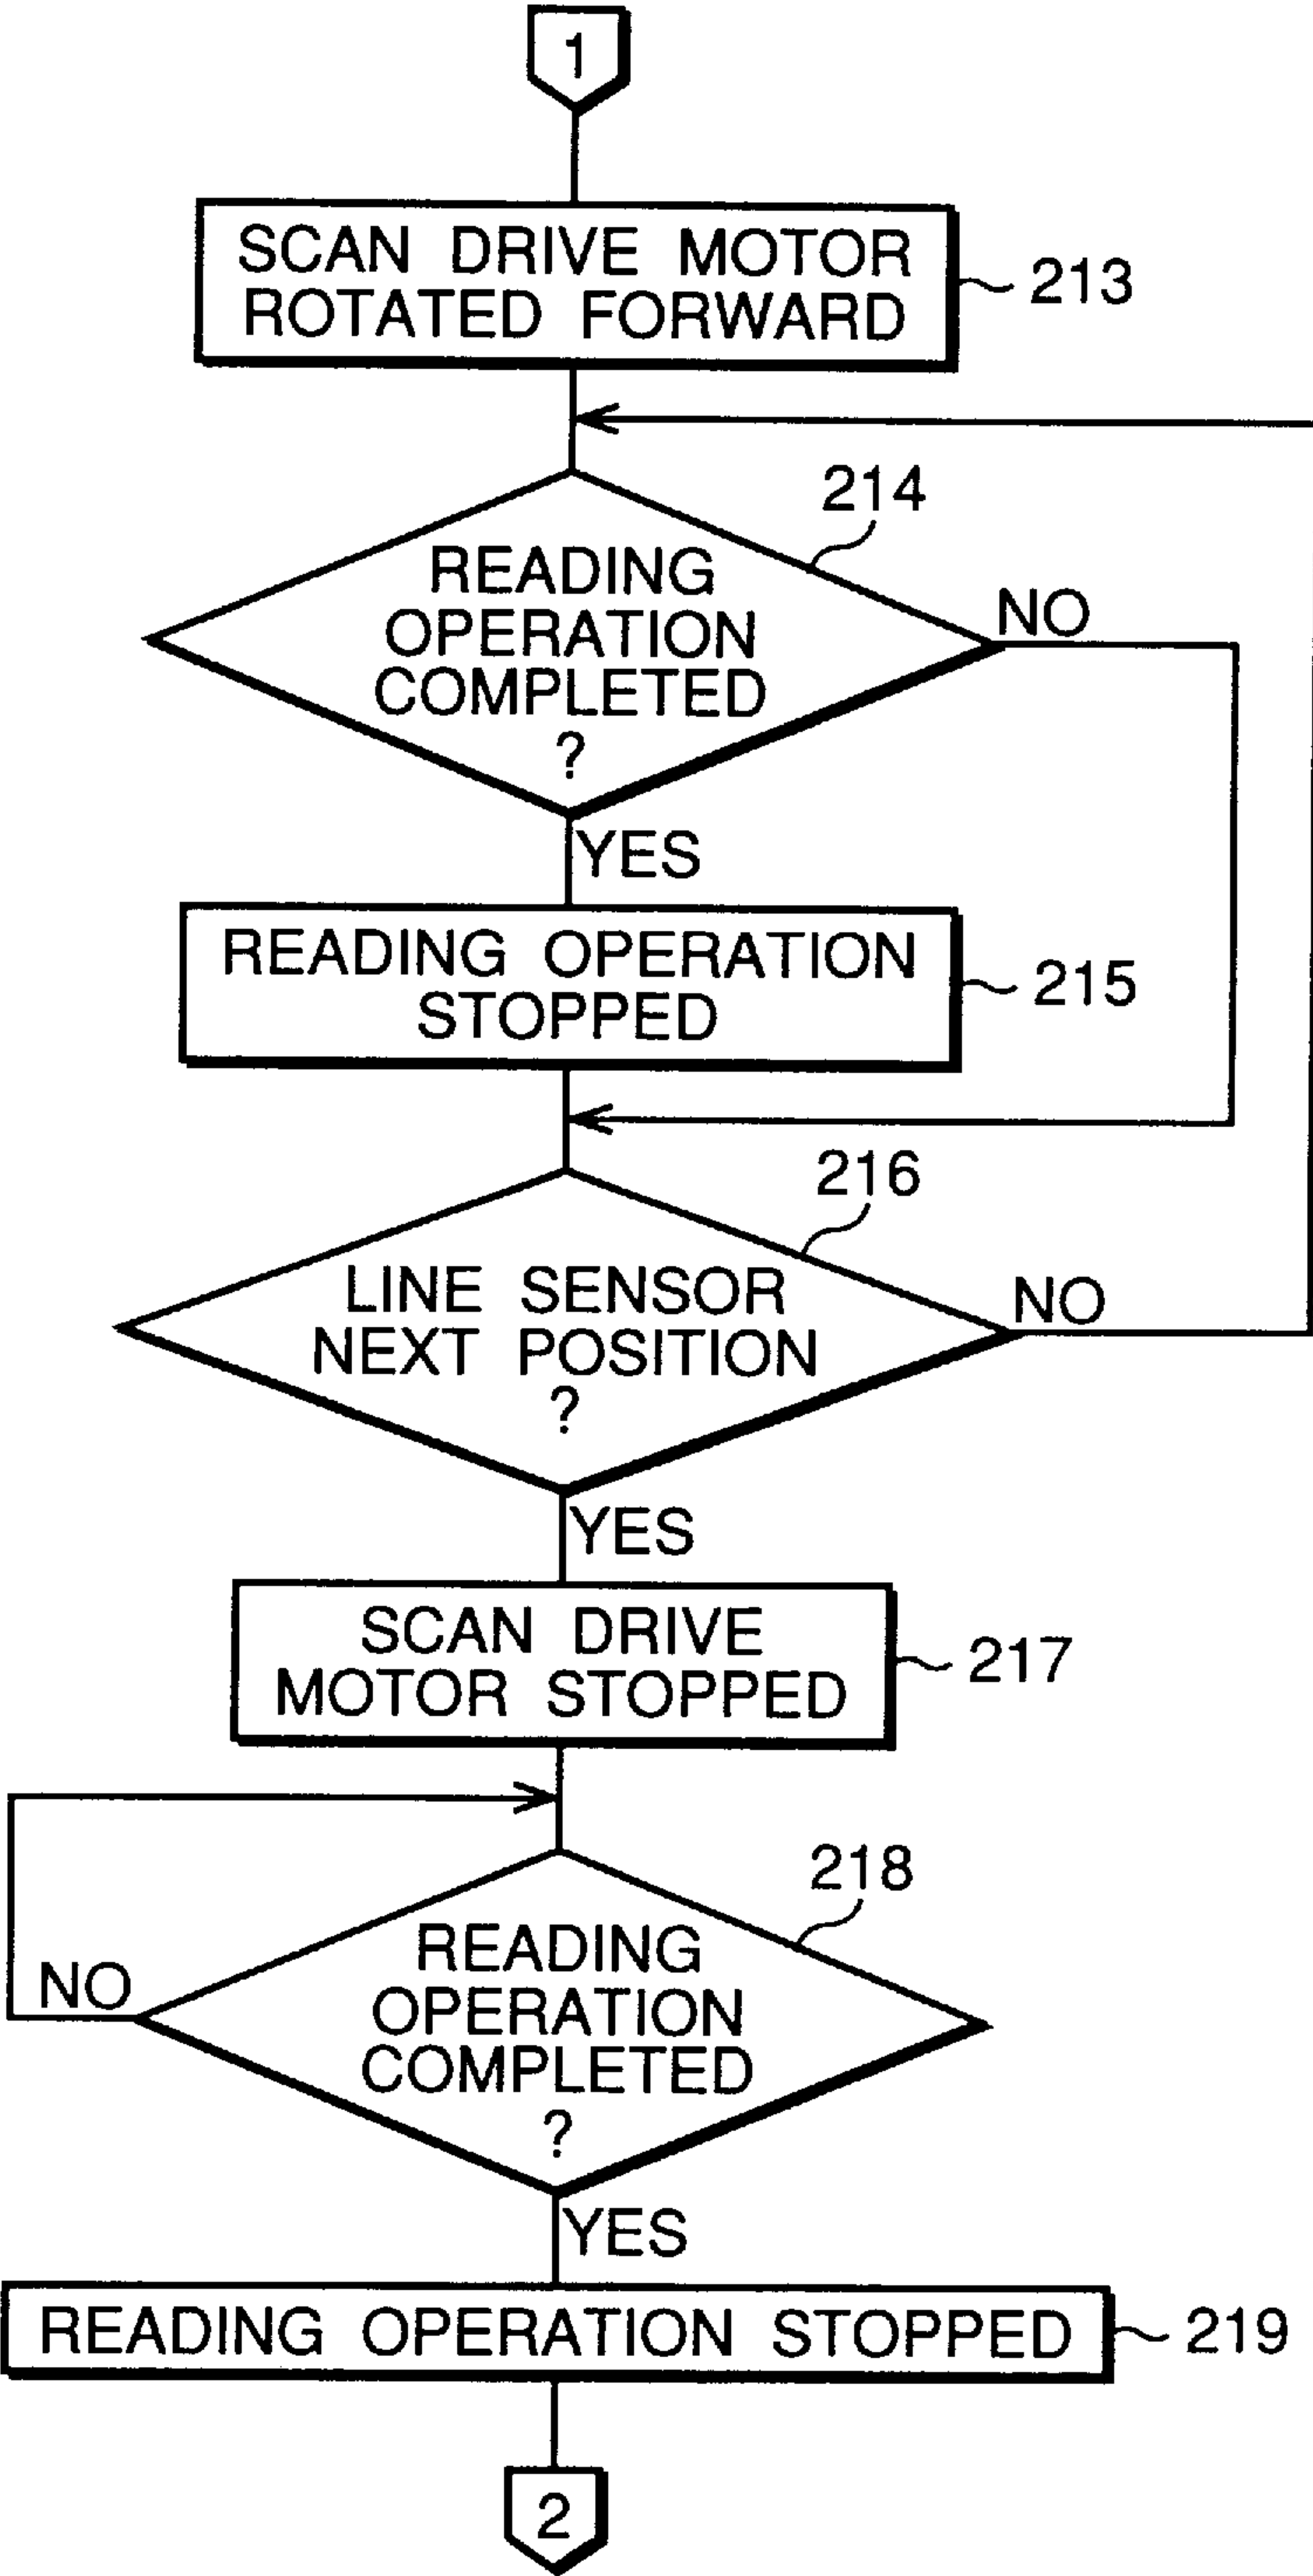 1
SCAN DRIVE MOTOR
ROTATED FORWARD
213
214
READING
OPERATION
COMPLETED
?
NO
YES
READING OPERATION
STOPPED
215
216
LINE SENSOR
NEXT POSITION
?
NO
YES
SCAN DRIVE
MOTOR STOPPED
217
218
READING
OPERATION
COMPLETED
?
NO
YES
READING OPERATION STOPPED
219
2